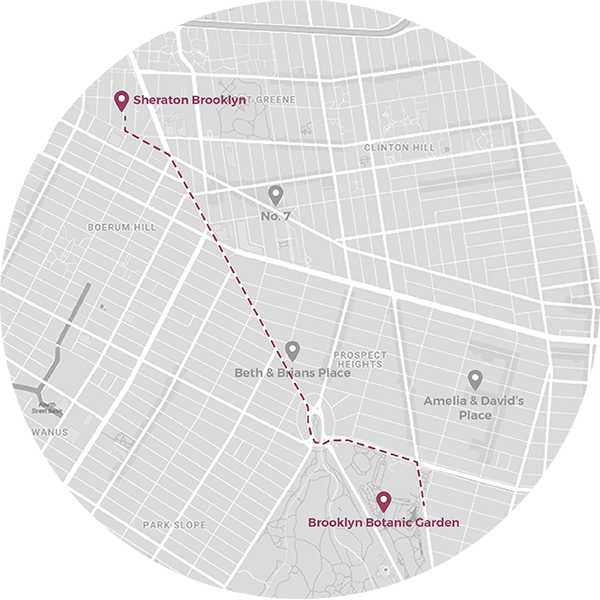 Sheraton Brooklyn
GREENE
CLINTON HILL
No. 7
BOERUM HILL
PROSPECT
HEIGHTS
Beth & Brians Place
Amelia & David's
Place
Fourth
Street Basin
WANUS
PARK SLOPE
Brooklyn Botanic Garden